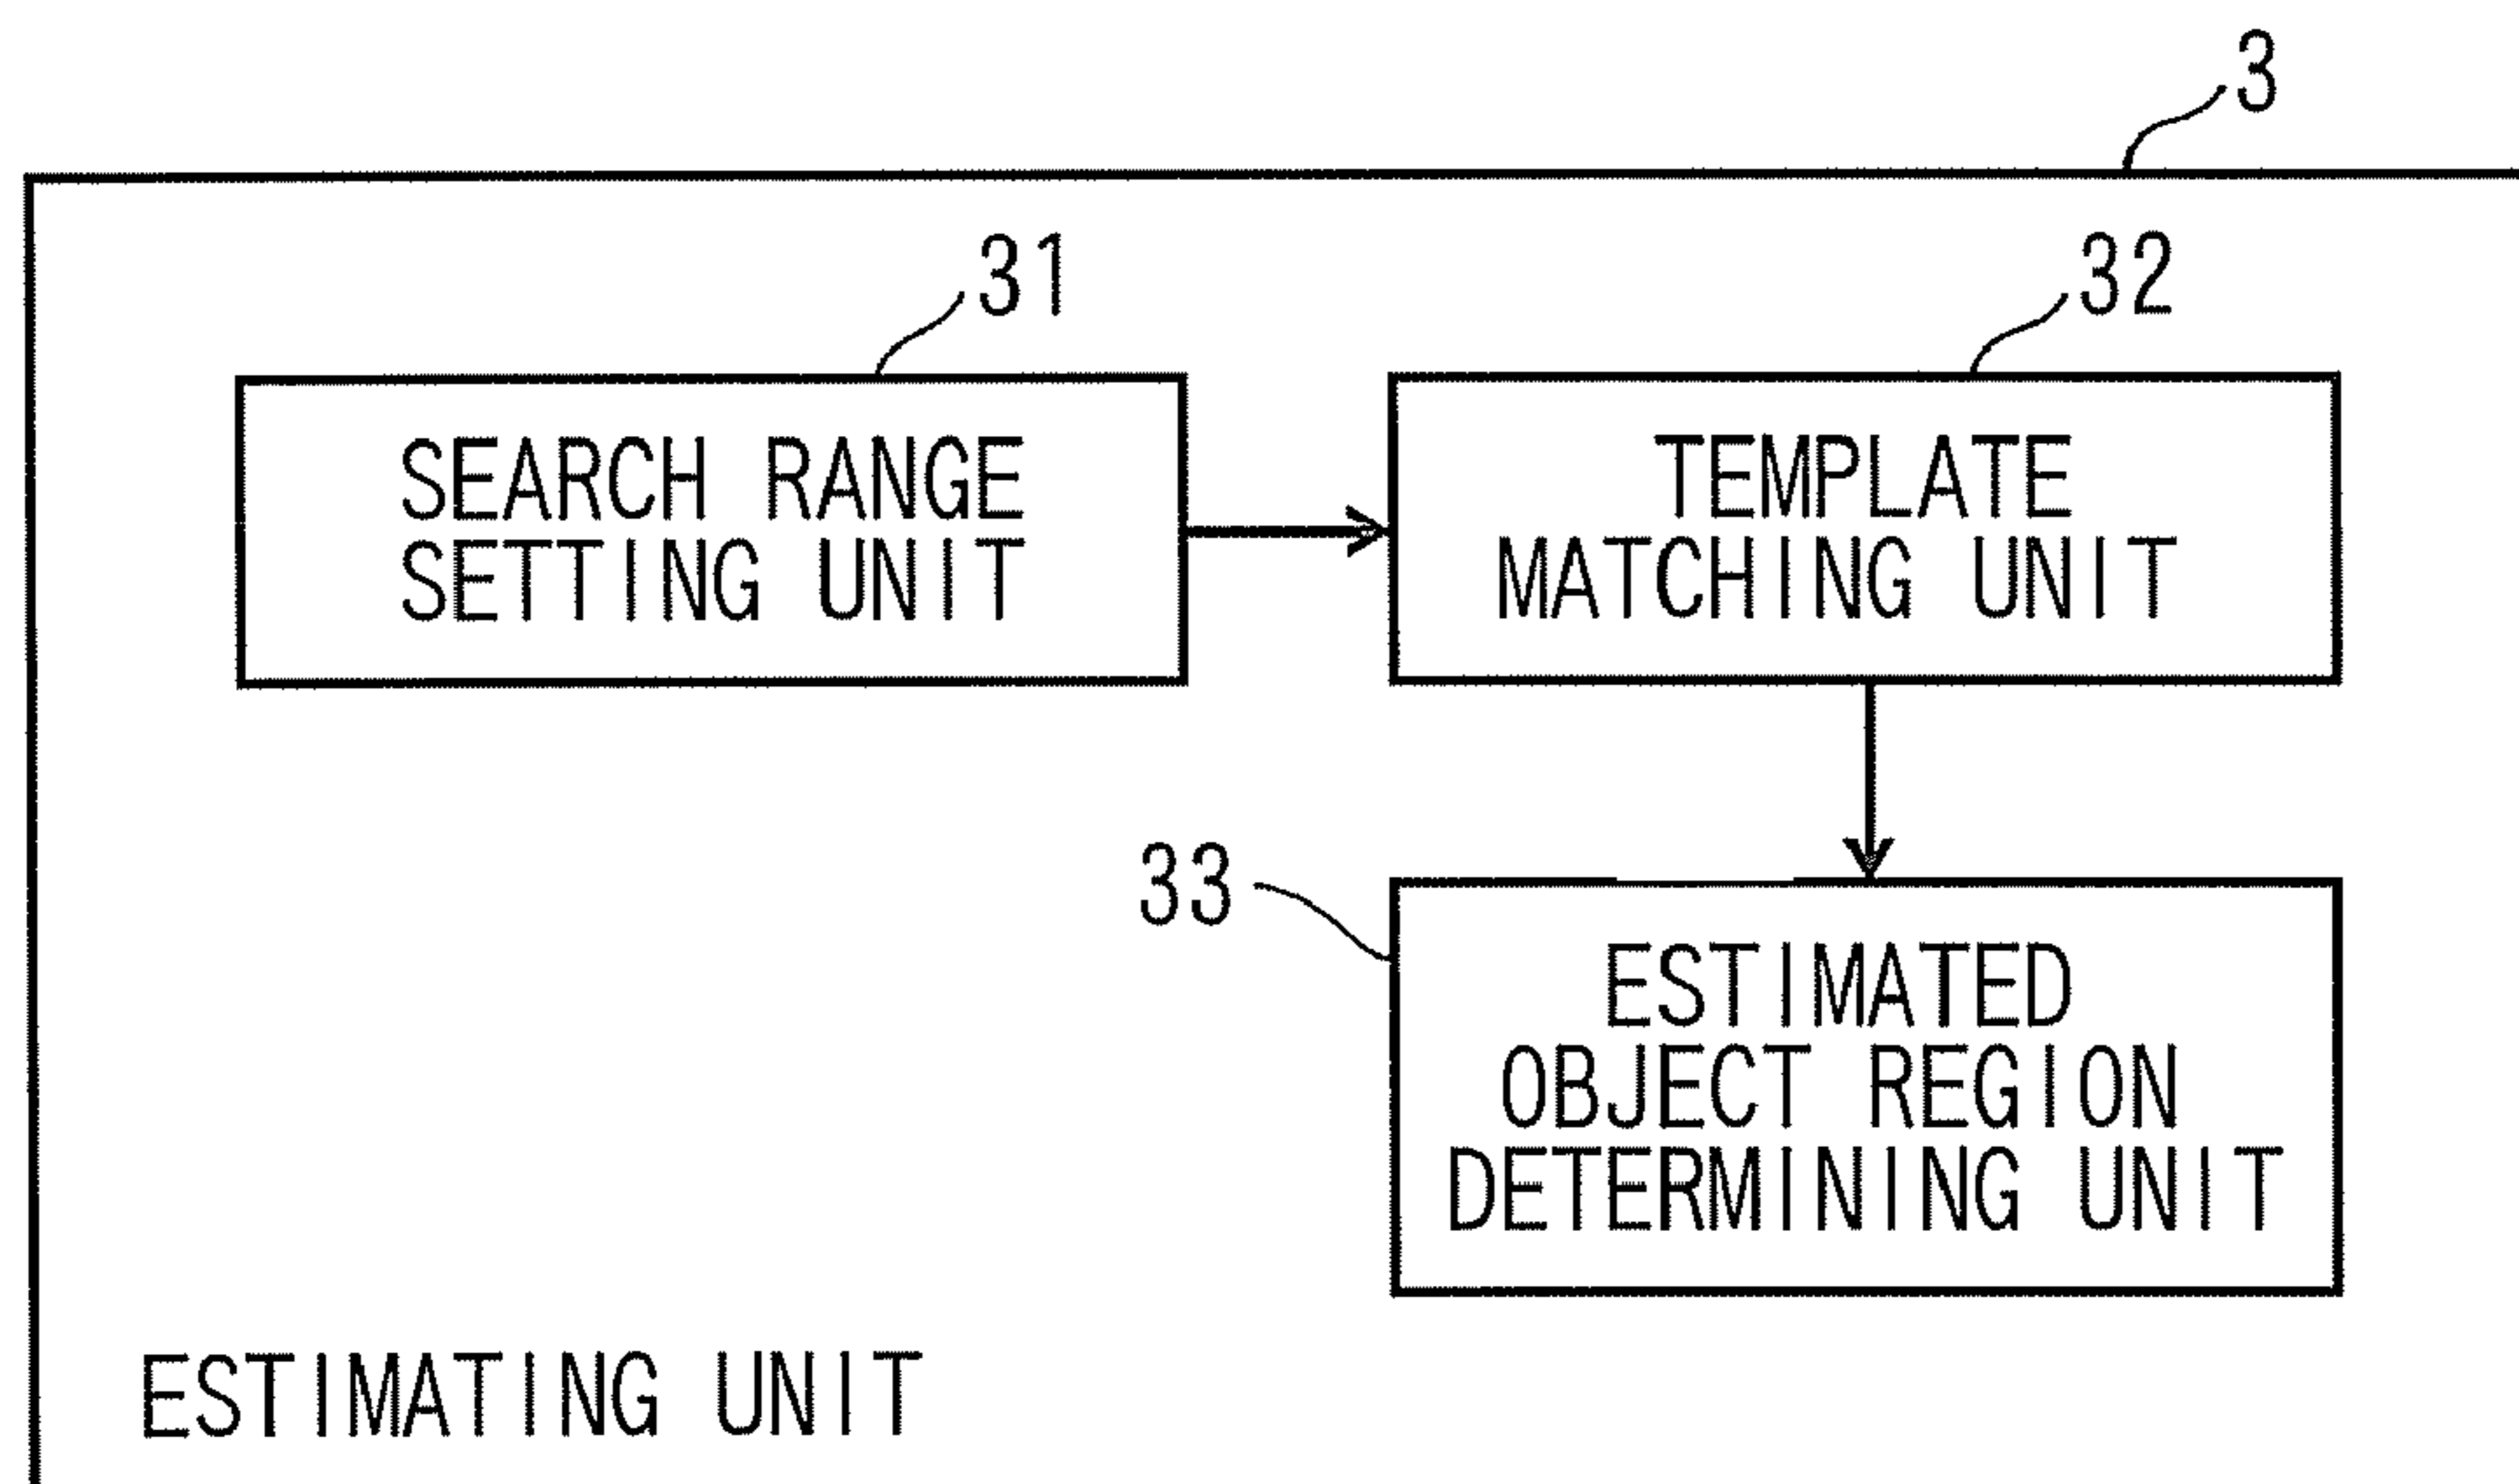 3
31
32
SEARCH RANGE
SETTING UNIT
TEMPLATE
MATCHING UNIT
33
ESTIMATED
OBJECT REGION
DETERMINING UNIT
ESTIMATING UNIT